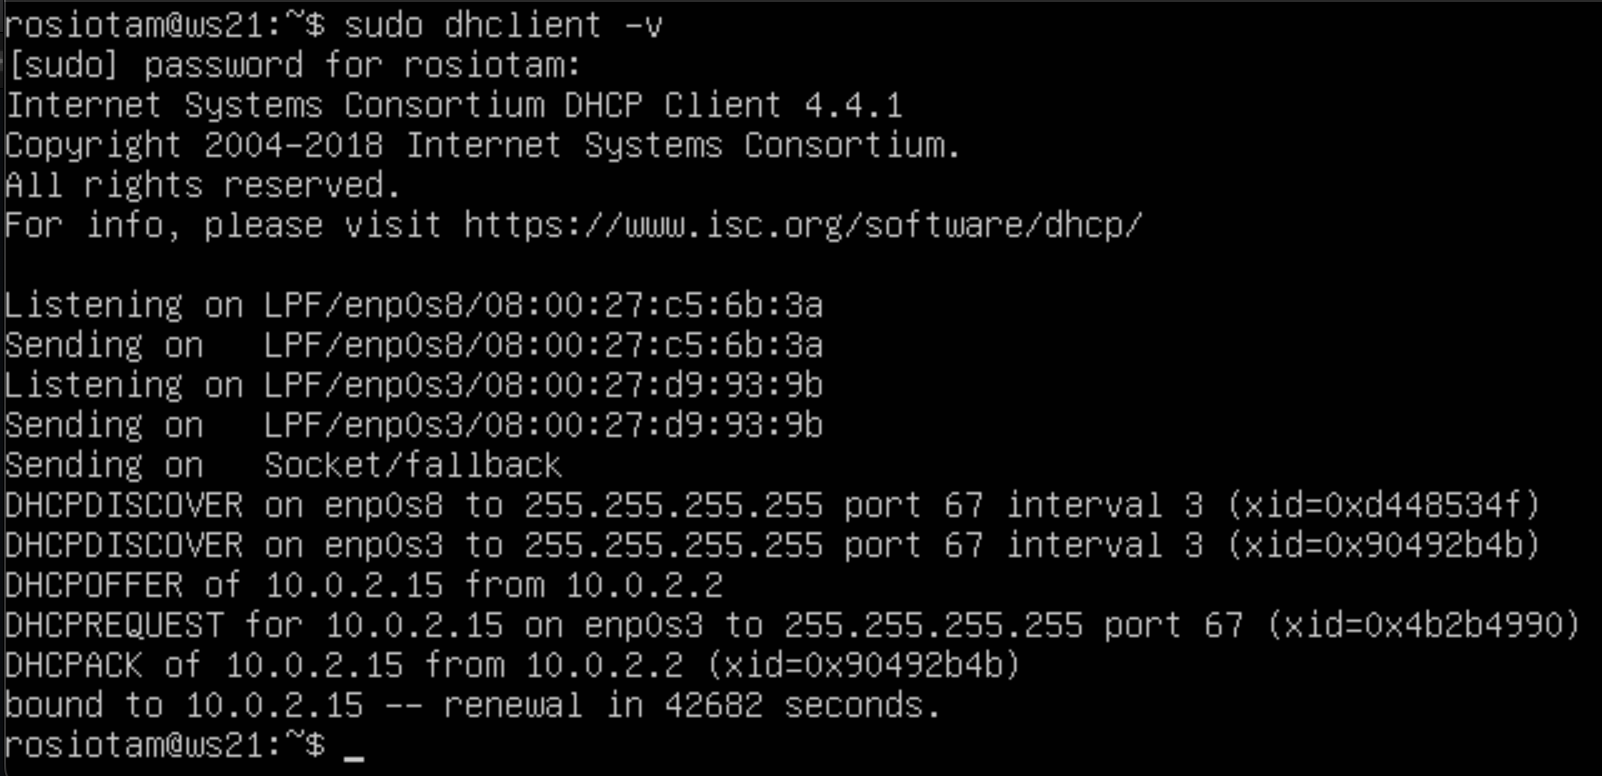 rosiotam@ws21:~$ sudo dhclient -v
[sudo] password for rosiotam:
Internet Systems Consortium DHCP Client 4.4.1
Copyright 2004-2018 Internet Systems Consortium.
All rights reserved.
For info, please visit https://www.isc.org/software/dhcp/

Listening on LPF/enp0s8/08:00:27:c5:6b:3a
Sending on   LPF/enp0s8/08:00:27:c5:6b:3a
Listening on LPF/enp0s3/08:00:27:d9:93:9b
Sending on   LPF/enp0s3/08:00:27:d9:93:9b
Sending on   Socket/fallback
DHCPDISCOVER on enp0s8 to 255.255.255.255 port 67 interval 3 (xid=0xd448534f)
DHCPDISCOVER on enp0s3 to 255.255.255.255 port 67 interval 3 (xid=0x90492b4b)
DHCPOFFER of 10.0.2.15 from 10.0.2.2
DHCPREQUEST for 10.0.2.15 on enp0s3 to 255.255.255.255 port 67 (xid=0x4b2b4990)
DHCPACK of 10.0.2.15 from 10.0.2.2 (xid=0x90492b4b)
bound to 10.0.2.15 -- renewal in 42682 seconds.
rosiotam@ws21:~$ _